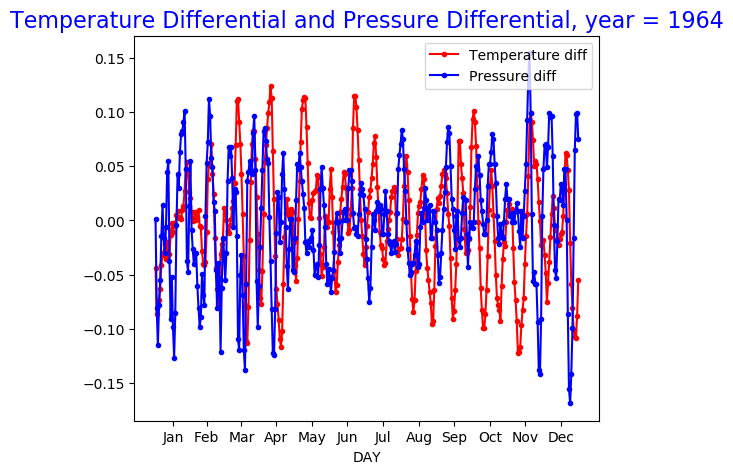 Temperature Differential and Pressure Differential, year = 1964
Temperature diff
Pressure diff
0.15
0.10
0.05
0.00
−0.05
−0.10
−0.15
Jan Feb Mar Apr May Jun Jul Aug Sep Oct Nov Dec
DAY